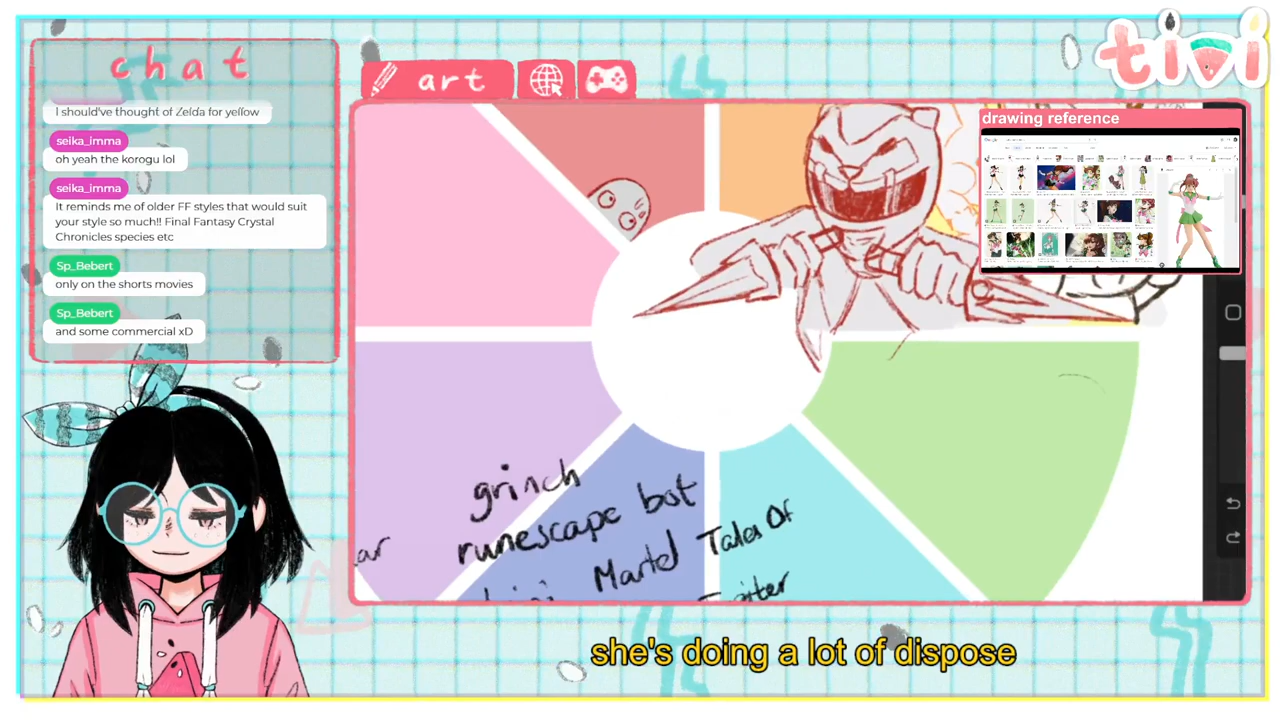 tivi
chat
I should've thought of Zelda for yellow
seika_imma
oh yeah the korogu lol
seika_imma
It reminds me of older FF styles that would suit
your style so much!! Final Fantasy Crystal
Chronicles species etc
Sp_Bebert
only on the shorts movies
Sp_Bebert
and some commercial xD
art
drawing reference
grinch
runescape bot
Martel Tales Of
she's doing a lot of dispose